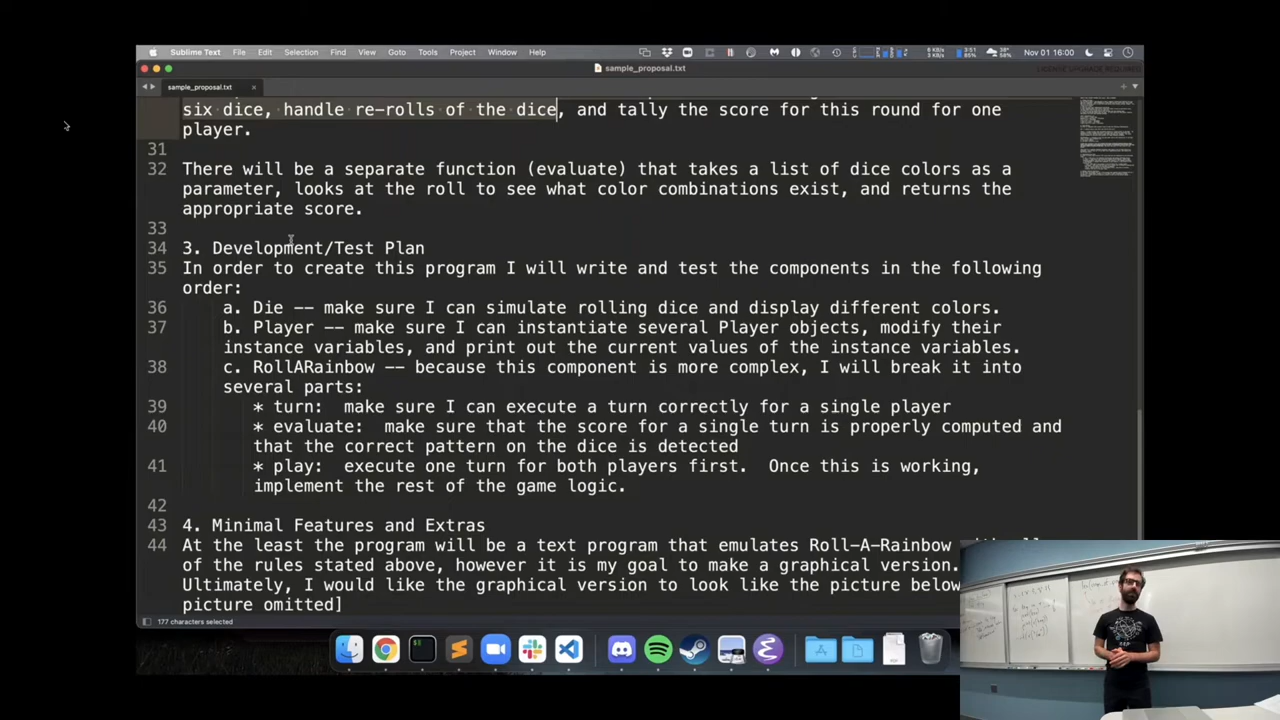 Sublime Text File Edit Selection Find View Goto Tools Project Window Help
Nov 01 16:00
sample_proposal.txt
LICENSE UPGRADE REQUIRED
sample_proposal.txt
six dice, handle re-rolls of the dice, and tally the score for this round for one
player.
31
32 There will be a separate function (evaluate) that takes a list of dice colors as a
parameter, looks at the roll to see what color combinations exist, and returns the
appropriate score.
33
34 3. Development/Test Plan
35 In order to create this program I will write and test the components in the following
order:
36 a. Die -- make sure I can simulate rolling dice and display different colors.
37 b. Player -- make sure I can instantiate several Player objects, modify their
instance variables, and print out the current values of the instance variables.
38 c. RollARainbow -- because this component is more complex, I will break it into
several parts:
39 * turn: make sure I can execute a turn correctly for a single player
40 * evaluate: make sure that the score for a single turn is properly computed and
that the correct pattern on the dice is detected
41 * play: execute one turn for both players first. Once this is working,
implement the rest of the game logic.
42
43 4. Minimal Features and Extras
44 At the least the program will be a text program that emulates Roll-A-Rainbow
of the rules stated above, however it is my goal to make a graphical version.
Ultimately, I would like the graphical version to look like the picture below
picture omitted]
177 characters selected